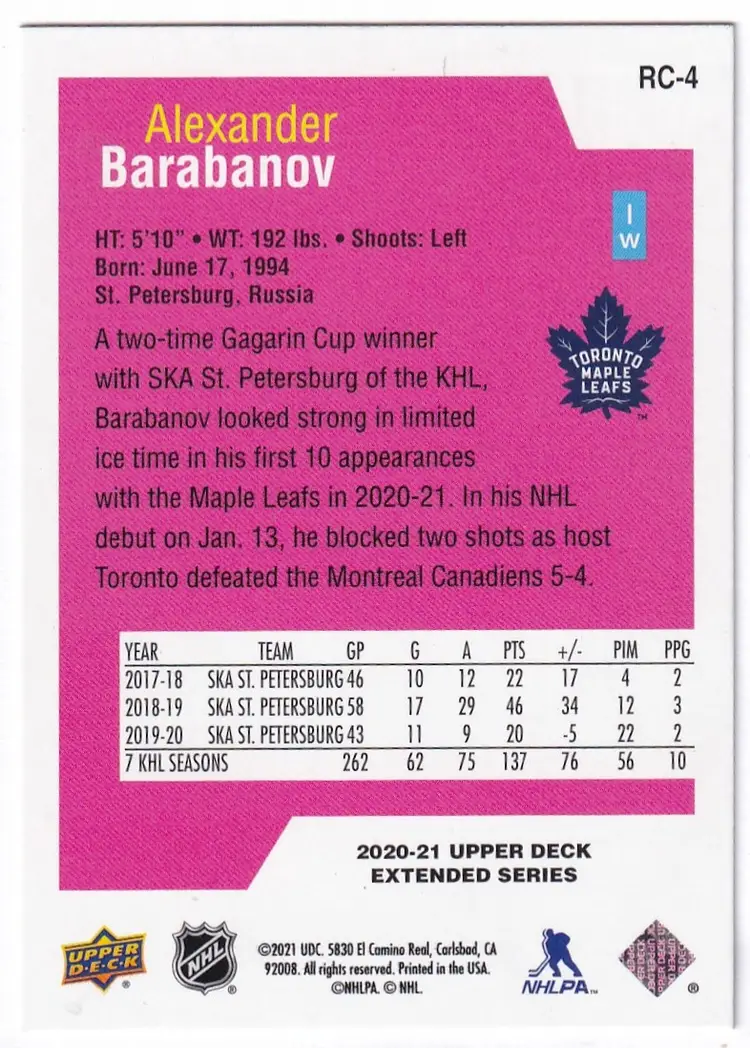 RC-4
Alexander
Barabanov
I
W
HT: 5'10" • WT: 192 lbs. • Shoots: Left
Born: June 17, 1994
St. Petersburg, Russia
TORONTO
MAPLE
LEAFS
TM
A two-time Gagarin Cup winner
with SKA St. Petersburg of the KHL,
Barabanov looked strong in limited
ice time in his first 10 appearances
with the Maple Leafs in 2020-21. In his NHL
debut on Jan. 13, he blocked two shots as host
Toronto defeated the Montreal Canadiens 5-4.
YEAR TEAM GP G A PTS +/- PIM PPG
2017-18 SKA ST. PETERSBURG 46 10 12 22 17 4 2
2018-19 SKA ST. PETERSBURG 58 17 29 46 34 12 3
2019-20 SKA ST. PETERSBURG 43 11 9 20 -5 22 2
7 KHL SEASONS 262 62 75 137 76 56 10
2020-21 UPPER DECK
EXTENDED SERIES
UPPER
D·E·C·K
®
NHL
®
©2021 UDC. 5830 El Camino Real, Carlsbad, CA
92008. All rights reserved. Printed in the USA.
©NHLPA. © NHL.
NHLPA™
UPPER DECK
®